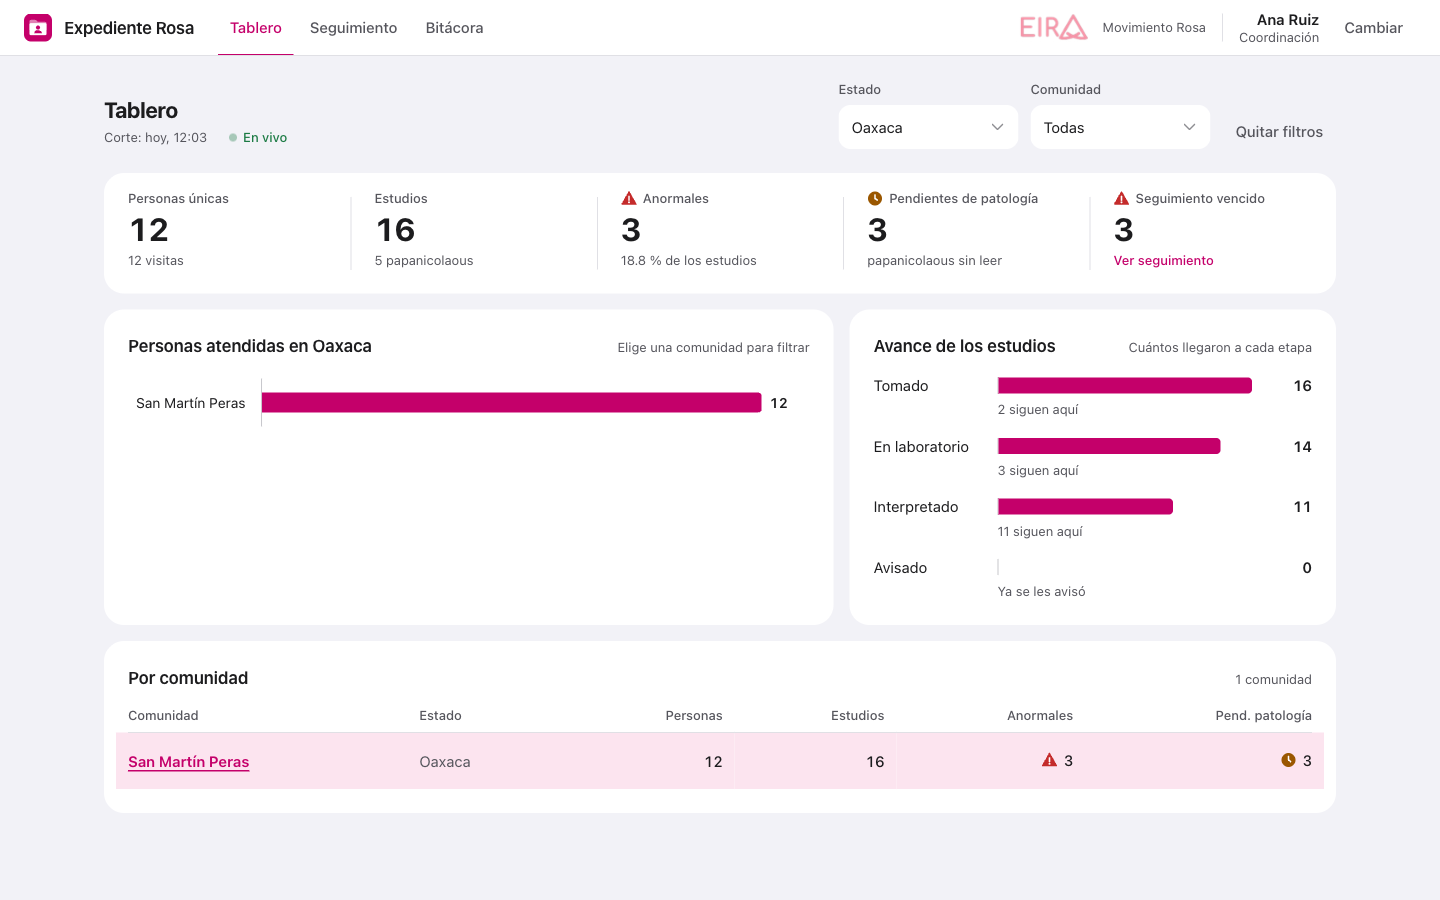 Expediente Rosa
Tablero
Seguimiento
Bitácora
EIRA
Movimiento Rosa
Ana Ruiz
Coordinación
Cambiar
Tablero
Corte: hoy, 12:03
En vivo
Estado
Oaxaca
Comunidad
Todas
Quitar filtros
Personas únicas
12
12 visitas
Estudios
16
5 papanicolaous
Anormales
3
18.8 % de los estudios
Pendientes de patología
3
papanicolaous sin leer
Seguimiento vencido
3
Ver seguimiento
Personas atendidas en Oaxaca
Elige una comunidad para filtrar
San Martín Peras 12
Avance de los estudios
Cuántos llegaron a cada etapa
Tomado 16
2 siguen aquí
En laboratorio 14
3 siguen aquí
Interpretado 11
11 siguen aquí
Avisado 0
Ya se les avisó
Por comunidad
1 comunidad
Comunidad Estado Personas Estudios Anormales Pend. patología
San Martín Peras Oaxaca 12 16 3 3